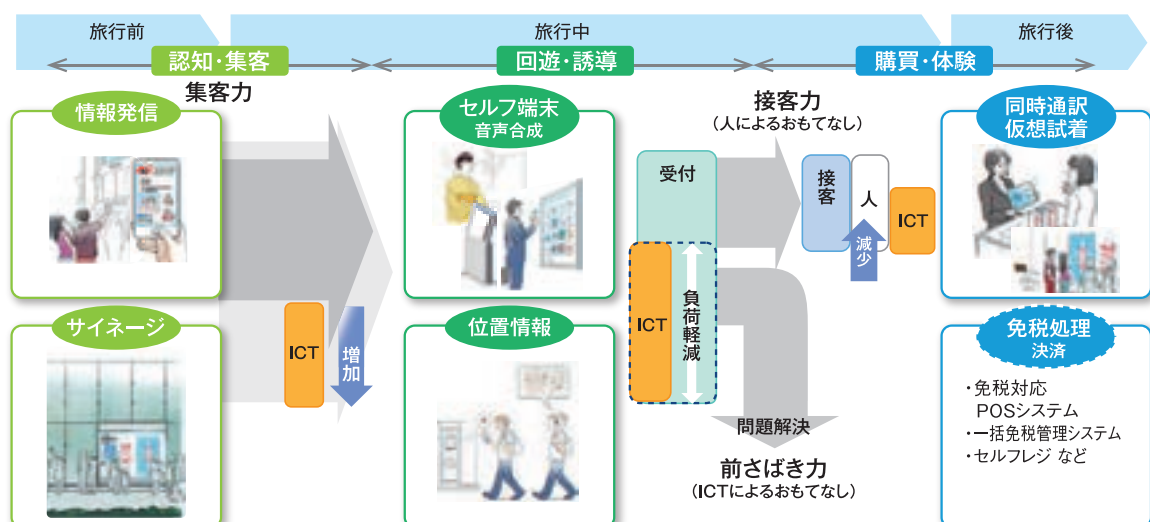 旅行前
旅行中
旅行後
認知・集客
回遊・誘導
購買・体験
集客力
情報発信
サイネージ
ICT
増加
セルフ端末
音声合成
位置情報
受付
ICT
負荷軽減
接客力
(人によるおもてなし)
接客
人
減少
ICT
問題解決
前さばき力
(ICTによるおもてなし)
同時通訳
仮想試着
免税処理
決済
・免税対応
POSシステム
・一括免税管理システム
・セルフレジ など